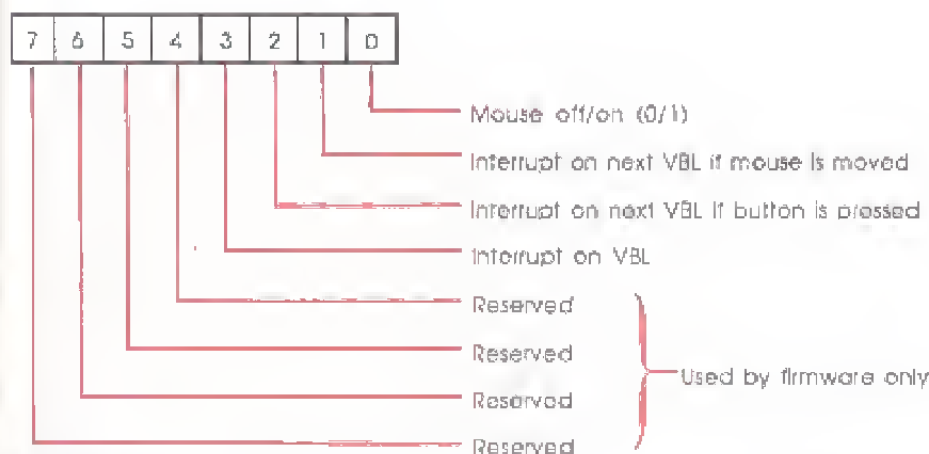 7 6 5 4 3 2 1 0
Mouse off/on (0/1)
Interrupt on next VBL if mouse is moved
Interrupt on next VBL if button is pressed
Interrupt on VBL
Reserved
Reserved
Used by firmware only
Reserved
Reserved